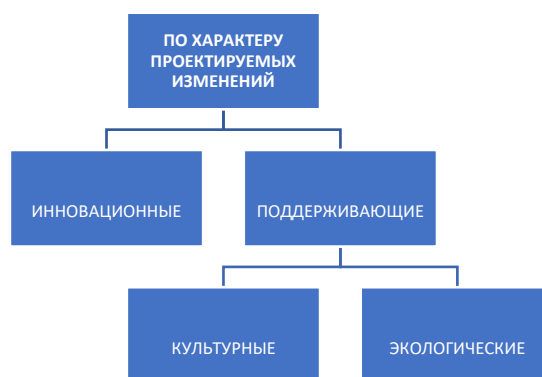 ПО ХАРАКТЕРУ
ПРОЕКТИРУЕМЫХ
ИЗМЕНЕНИЙ
ИННОВАЦИОННЫЕ
ПОДДЕРЖИВАЮЩИЕ
КУЛЬТУРНЫЕ
ЭКОЛОГИЧЕСКИЕ